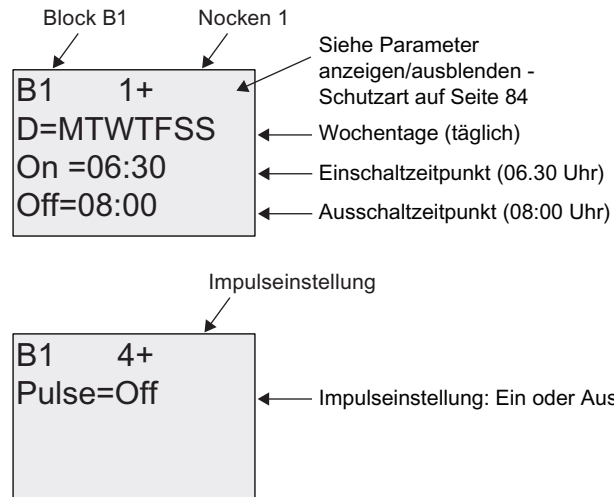 Block B1
Nocken 1
Siehe Parameter
anzeigen/ausblenden -
Schutzart auf Seite 84
B1 1+
D=MTWTFSS
Wochentage (täglich)
On =06:30
Einschaltzeitpunkt (06.30 Uhr)
Off=08:00
Ausschaltzeitpunkt (08:00 Uhr)
Impulseinstellung
B1 4+
Pulse=Off
Impulseinstellung: Ein oder Aus